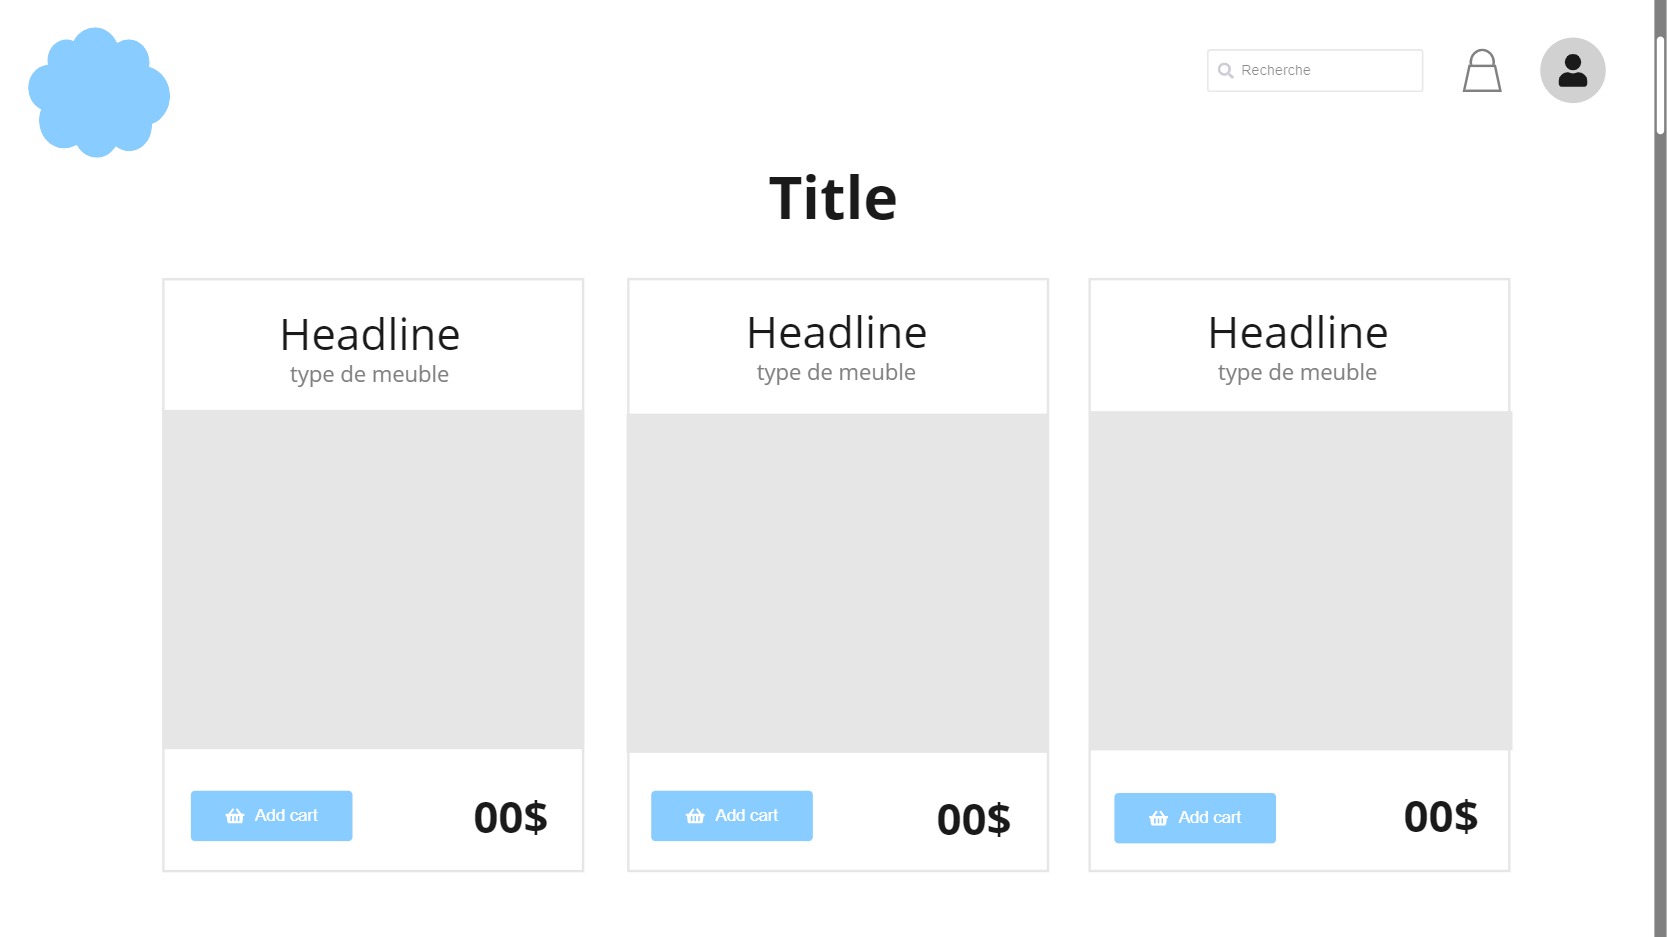 Recherche
Title
Headline
type de meuble
Add cart
00$
Headline
type de meuble
Add cart
00$
Headline
type de meuble
Add cart
00$